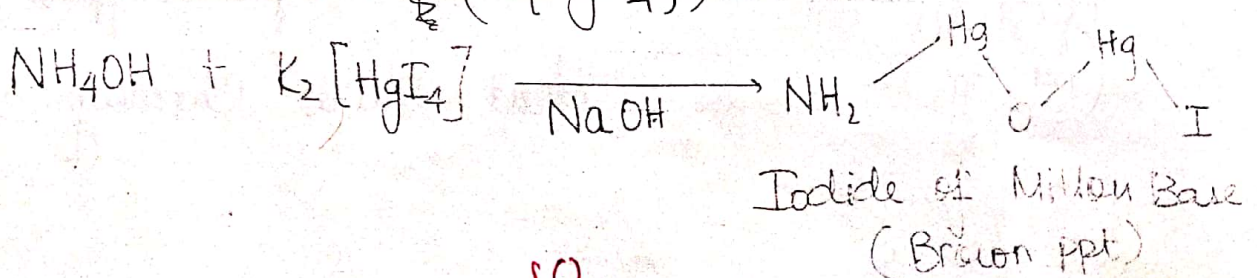 NH₄OH + K₂[HgI₄] NaOH → NH₂ Hg O Hg I
Iodide of Millon Base
(Brown ppt)